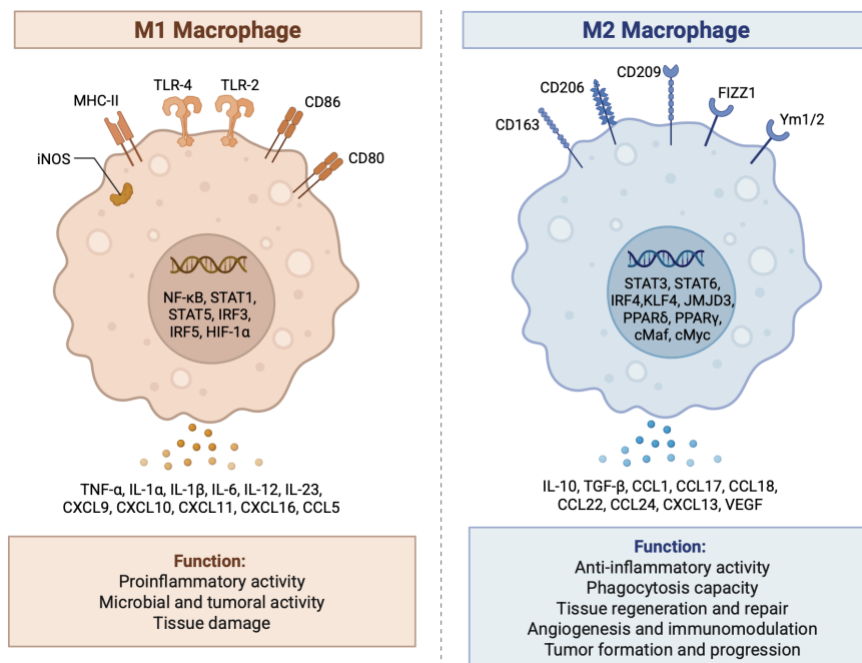 M1 Macrophage
MHC-II
TLR-4
TLR-2
CD86
CD80
iNOS
NF-κB, STAT1,
STAT5, IRF3,
IRF5, HIF-1α
TNF-α, IL-1α, IL-1β, IL-6, IL-12, IL-23,
CXCL9, CXCL10, CXCL11, CXCL16, CCL5
Function:
Proinflammatory activity
Microbial and tumoral activity
Tissue damage
M2 Macrophage
CD163
CD206
CD209
FIZZ1
Ym1/2
STAT3, STAT6,
IRF4,KLF4, JMJD3,
PPARδ, PPARγ,
cMaf, cMyc
IL-10, TGF-β, CCL1, CCL17, CCL18,
CCL22, CCL24, CXCL13, VEGF
Function:
Anti-inflammatory activity
Phagocytosis capacity
Tissue regeneration and repair
Angiogenesis and immunomodulation
Tumor formation and progression